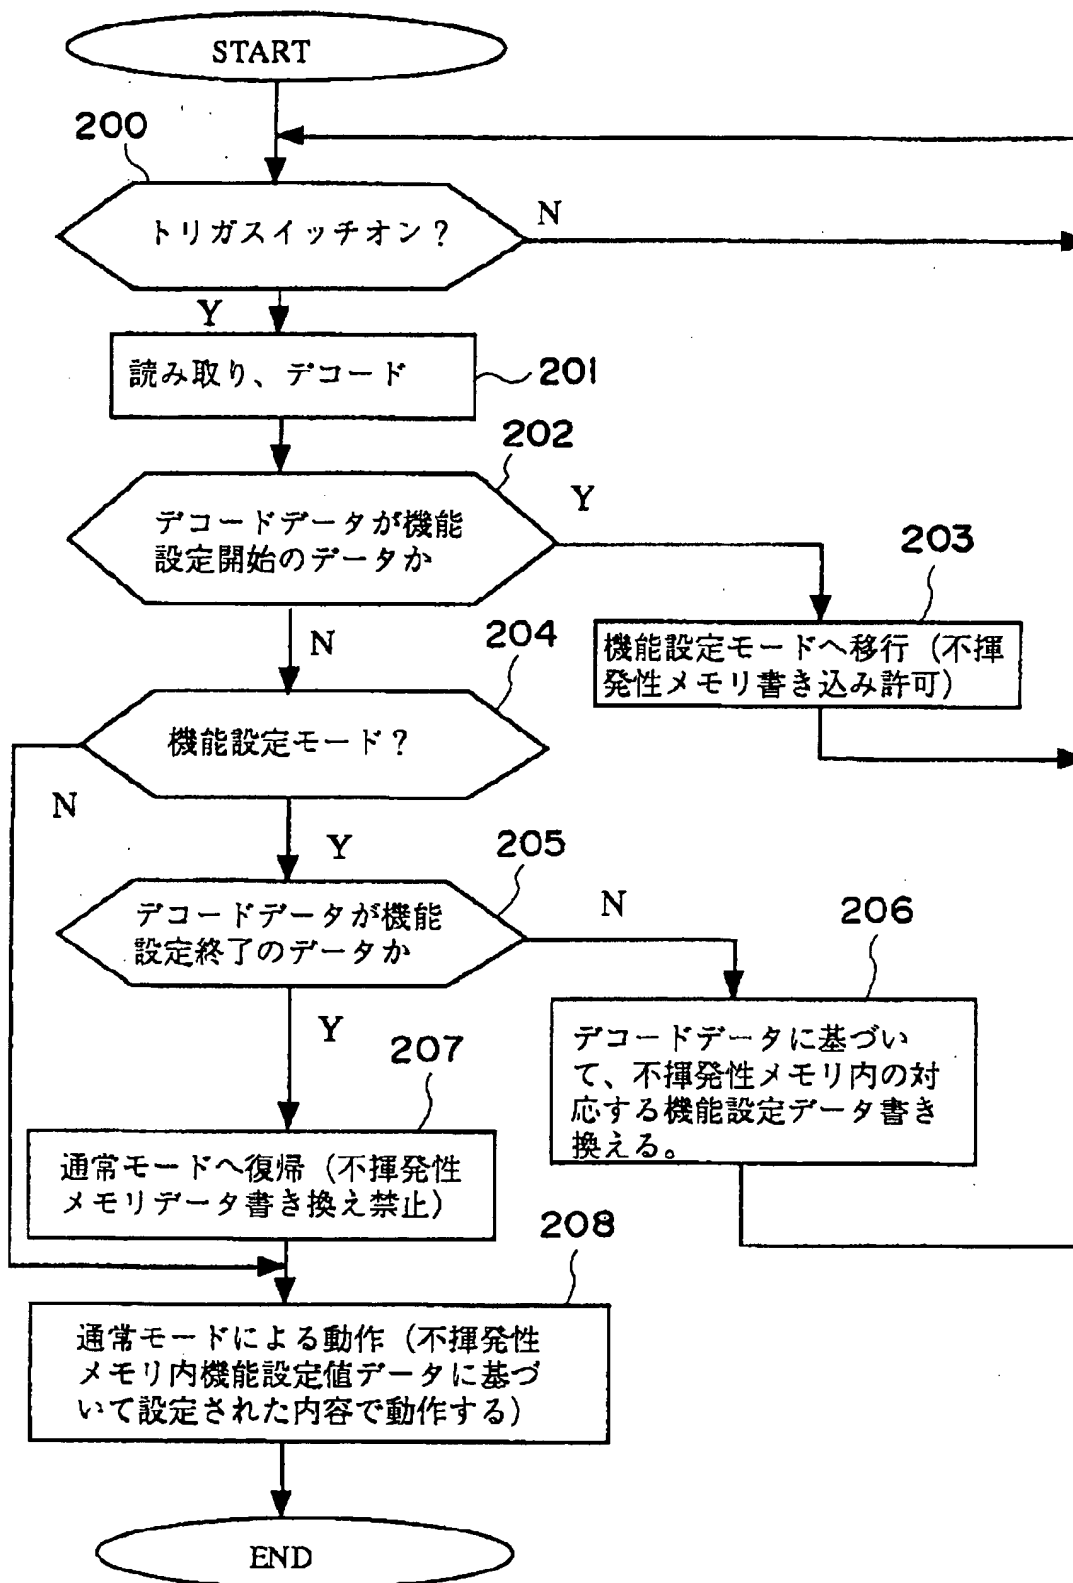 START
200
トリガスイッチオン？
N
Y
読み取り、デコード
201
202
デコードデータが機能
設定開始のデータか
Y
203
機能設定モードへ移行（不揮
発性メモリ書き込み許可）
N
204
機能設定モード？
N
Y
205
デコードデータが機能
設定終了のデータか
N
206
デコードデータに基づい
て、不揮発性メモリ内の対
応する機能設定データ書き
換える。
Y
207
通常モードへ復帰（不揮発性
メモリデータ書き換え禁止）
208
通常モードによる動作（不揮発性
メモリ内機能設定値データに基づ
いて設定された内容で動作する）
END